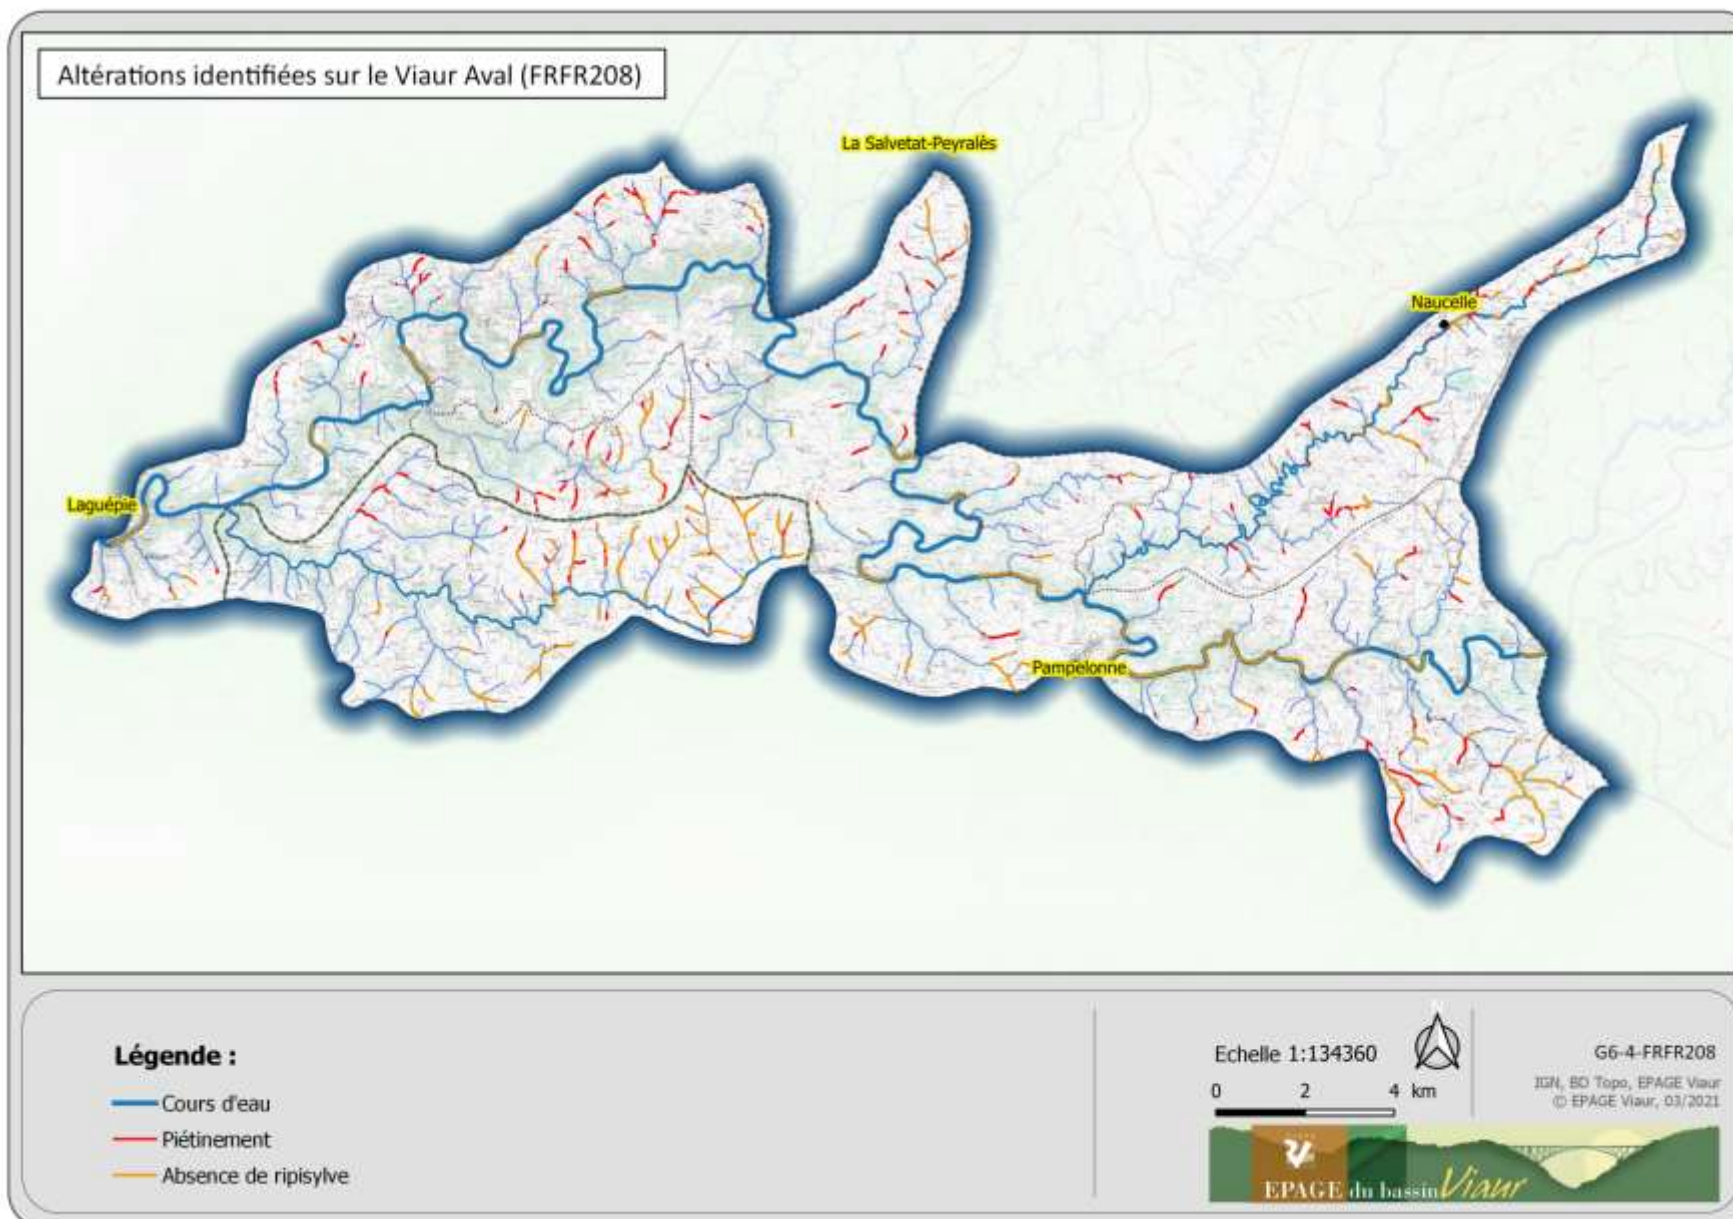 Altérations identifiées sur le Viaur Aval (FRFR208)
La Salvetat-Peyralès
Naucelle
Laguépie
Pampelonne
Légende :
Cours d'eau
Piétinement
Absence de ripisylve
Echelle 1:134360
0 2 4 km
G6-4-FRFR208
IGN, BD Topo, EPAGE Viaur
© EPAGE Viaur, 03/2021
EPAGE du bassin Viaur